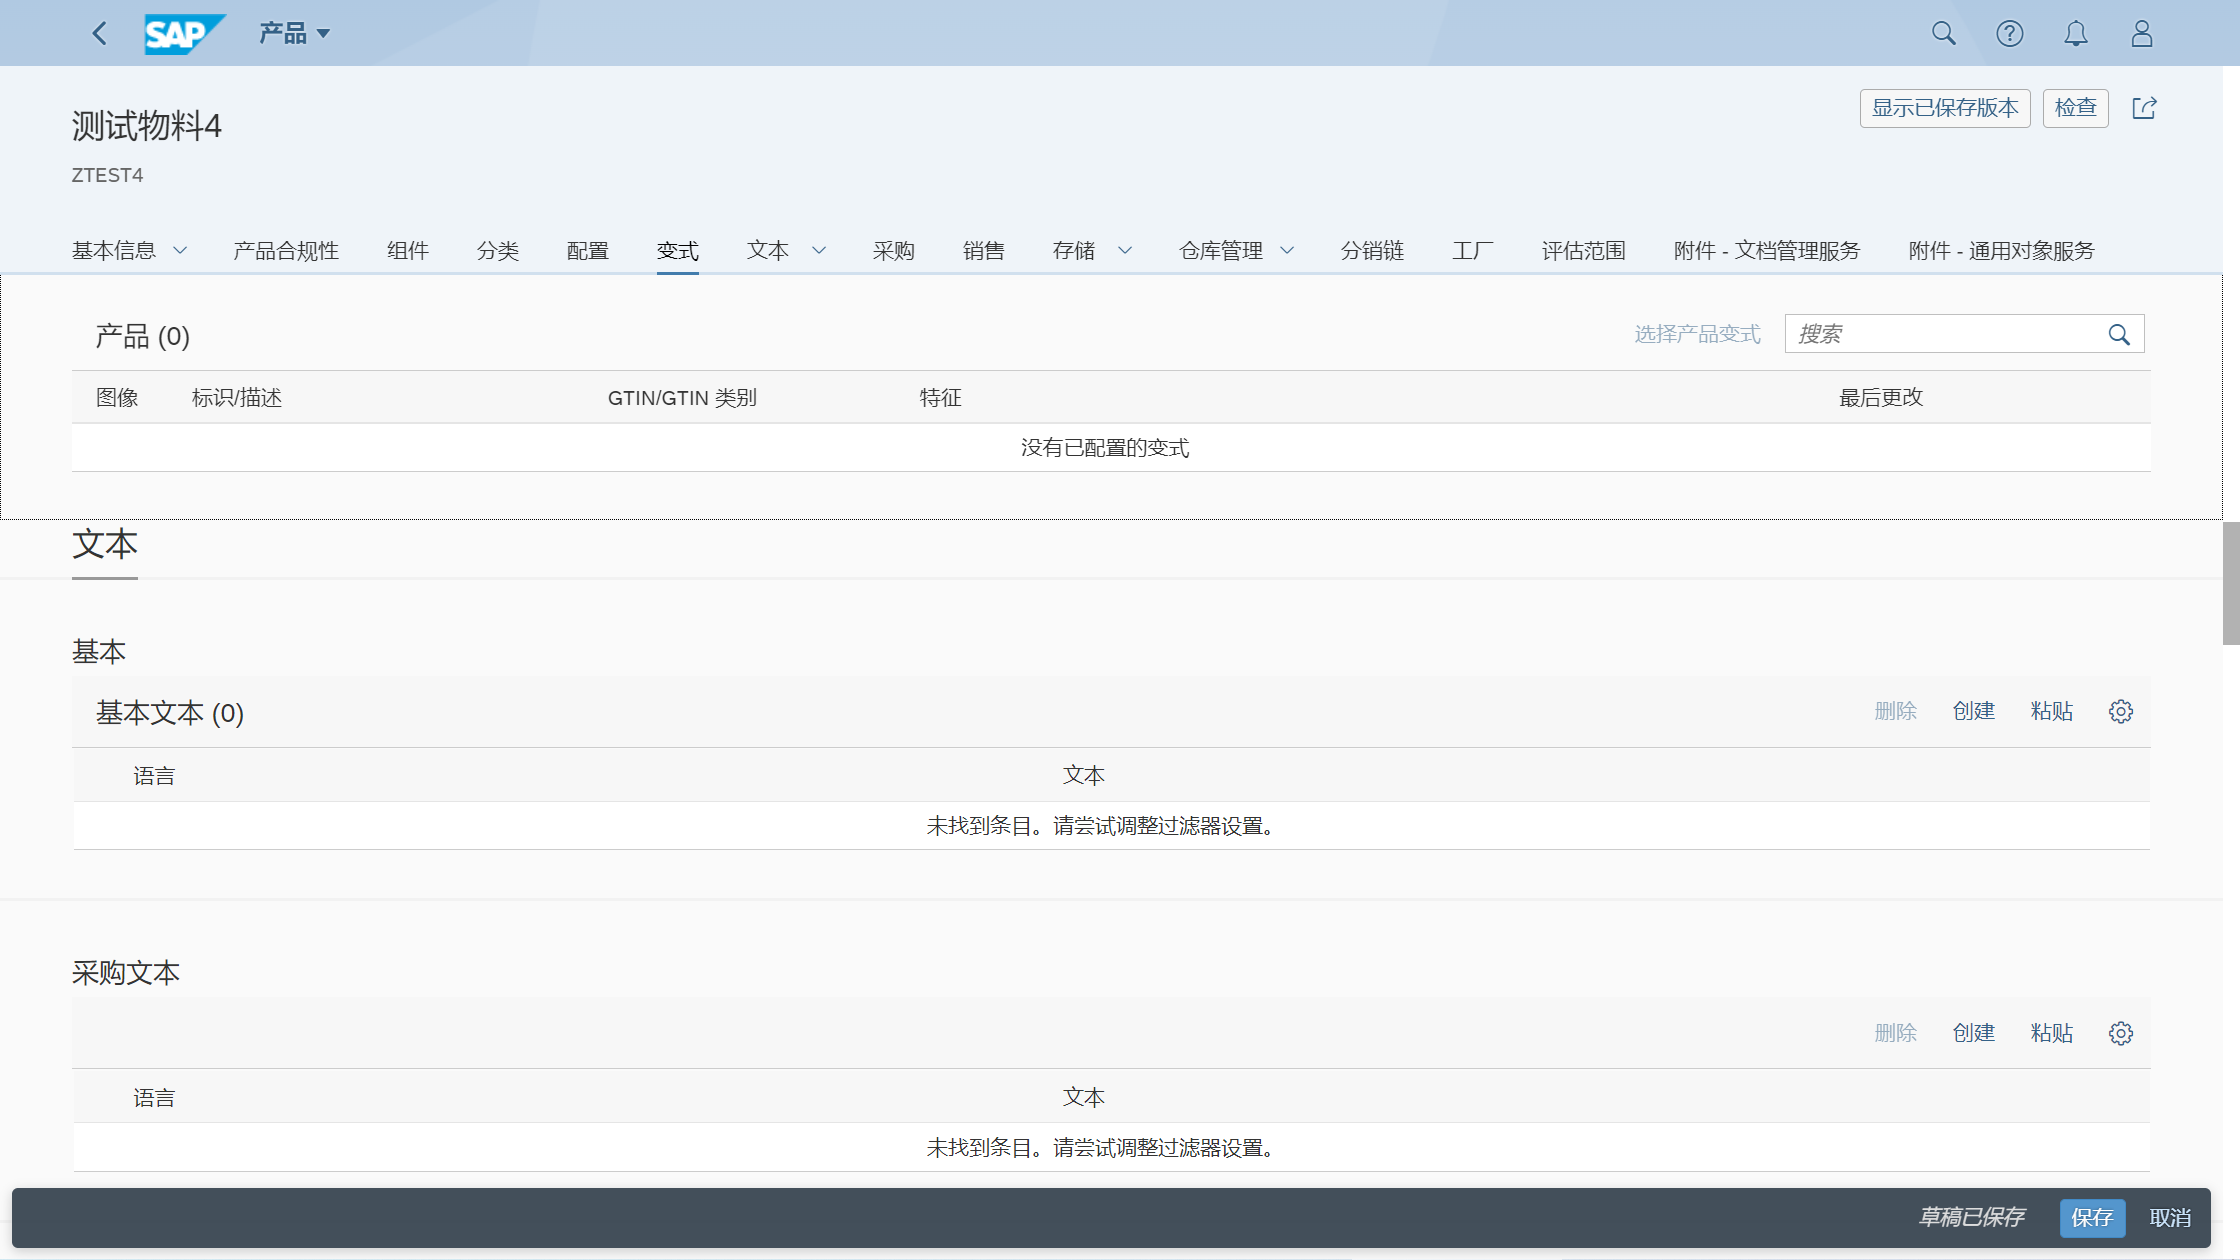 SAP 产品
测试物料4
显示已保存版本 检查
ZTEST4
基本信息 产品合规性 组件 分类 配置 变式 文本 采购 销售 存储 仓库管理 分销链 工厂 评估范围 附件 - 文档管理服务 附件 - 通用对象服务
产品 (0) 选择产品变式 搜索
图像 标识/描述 GTIN/GTIN 类别 特征 最后更改
没有已配置的变式
文本
基本
基本文本 (0) 删除 创建 粘贴
语言 文本
未找到条目。请尝试调整过滤器设置。
采购文本
删除 创建 粘贴
语言 文本
未找到条目。请尝试调整过滤器设置。
草稿已保存 保存 取消